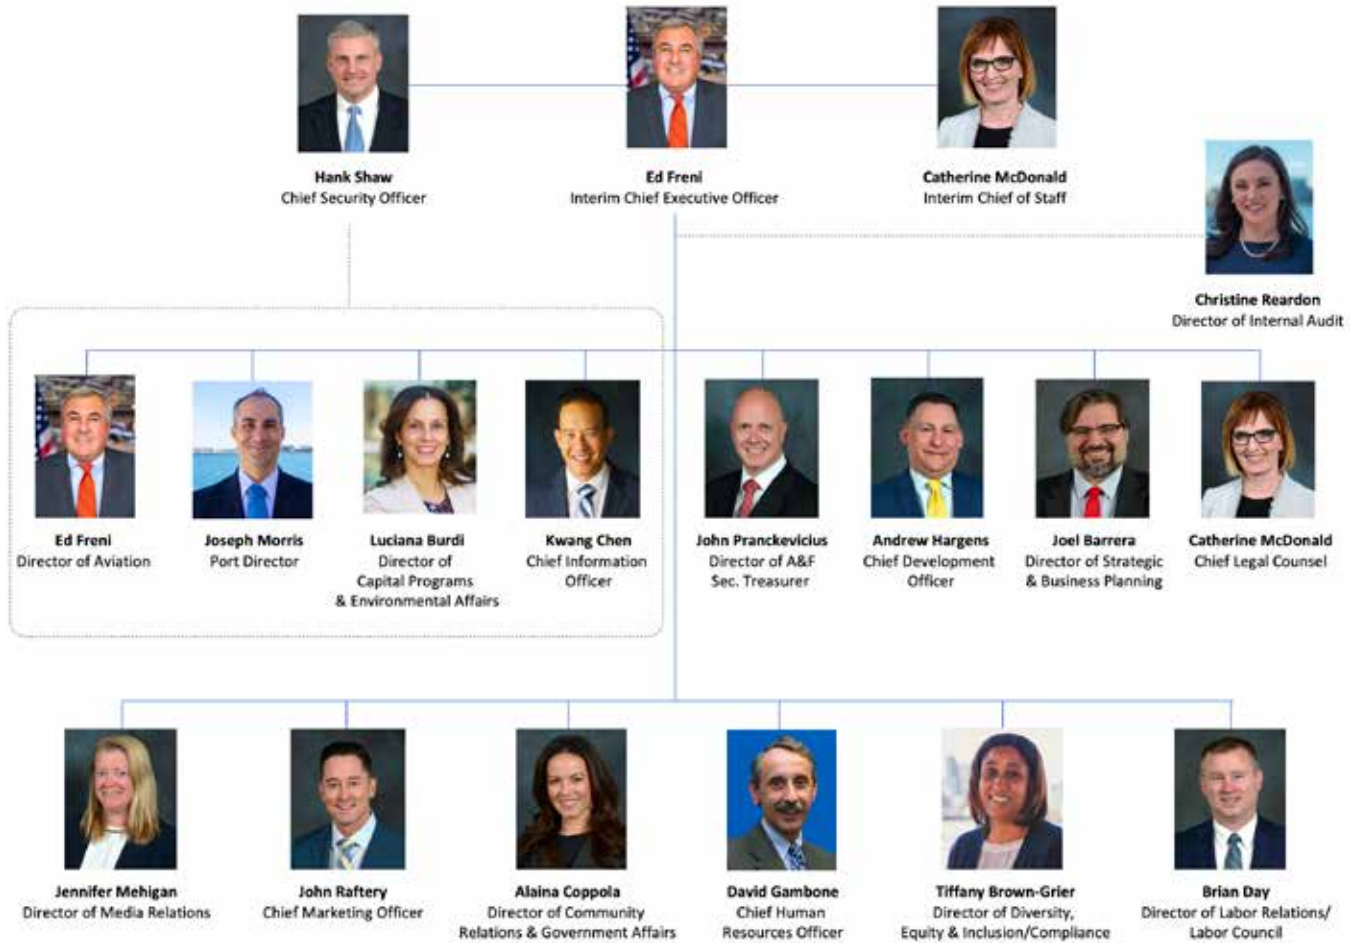 Hank Shaw
Chief Security Officer
Ed Freni
Interim Chief Executive Officer
Catherine McDonald
Interim Chief of Staff
Christine Reardon
Director of Internal Audit
Ed Freni
Director of Aviation
Joseph Morris
Port Director
Luciana Burdi
Director of
Capital Programs
& Environmental Affairs
Kwang Chen
Chief Information
Officer
John Pranckevicius
Director of A&F
Sec. Treasurer
Andrew Hargens
Chief Development
Officer
Joel Barrera
Director of Strategic
& Business Planning
Catherine McDonald
Chief Legal Counsel
Jennifer Mehigan
Director of Media Relations
John Raftery
Chief Marketing Officer
Alaina Coppola
Director of Community
Relations & Government Affairs
David Gambone
Chief Human
Resources Officer
Tiffany Brown-Grier
Director of Diversity,
Equity & Inclusion/Compliance
Brian Day
Director of Labor Relations/
Labor Council